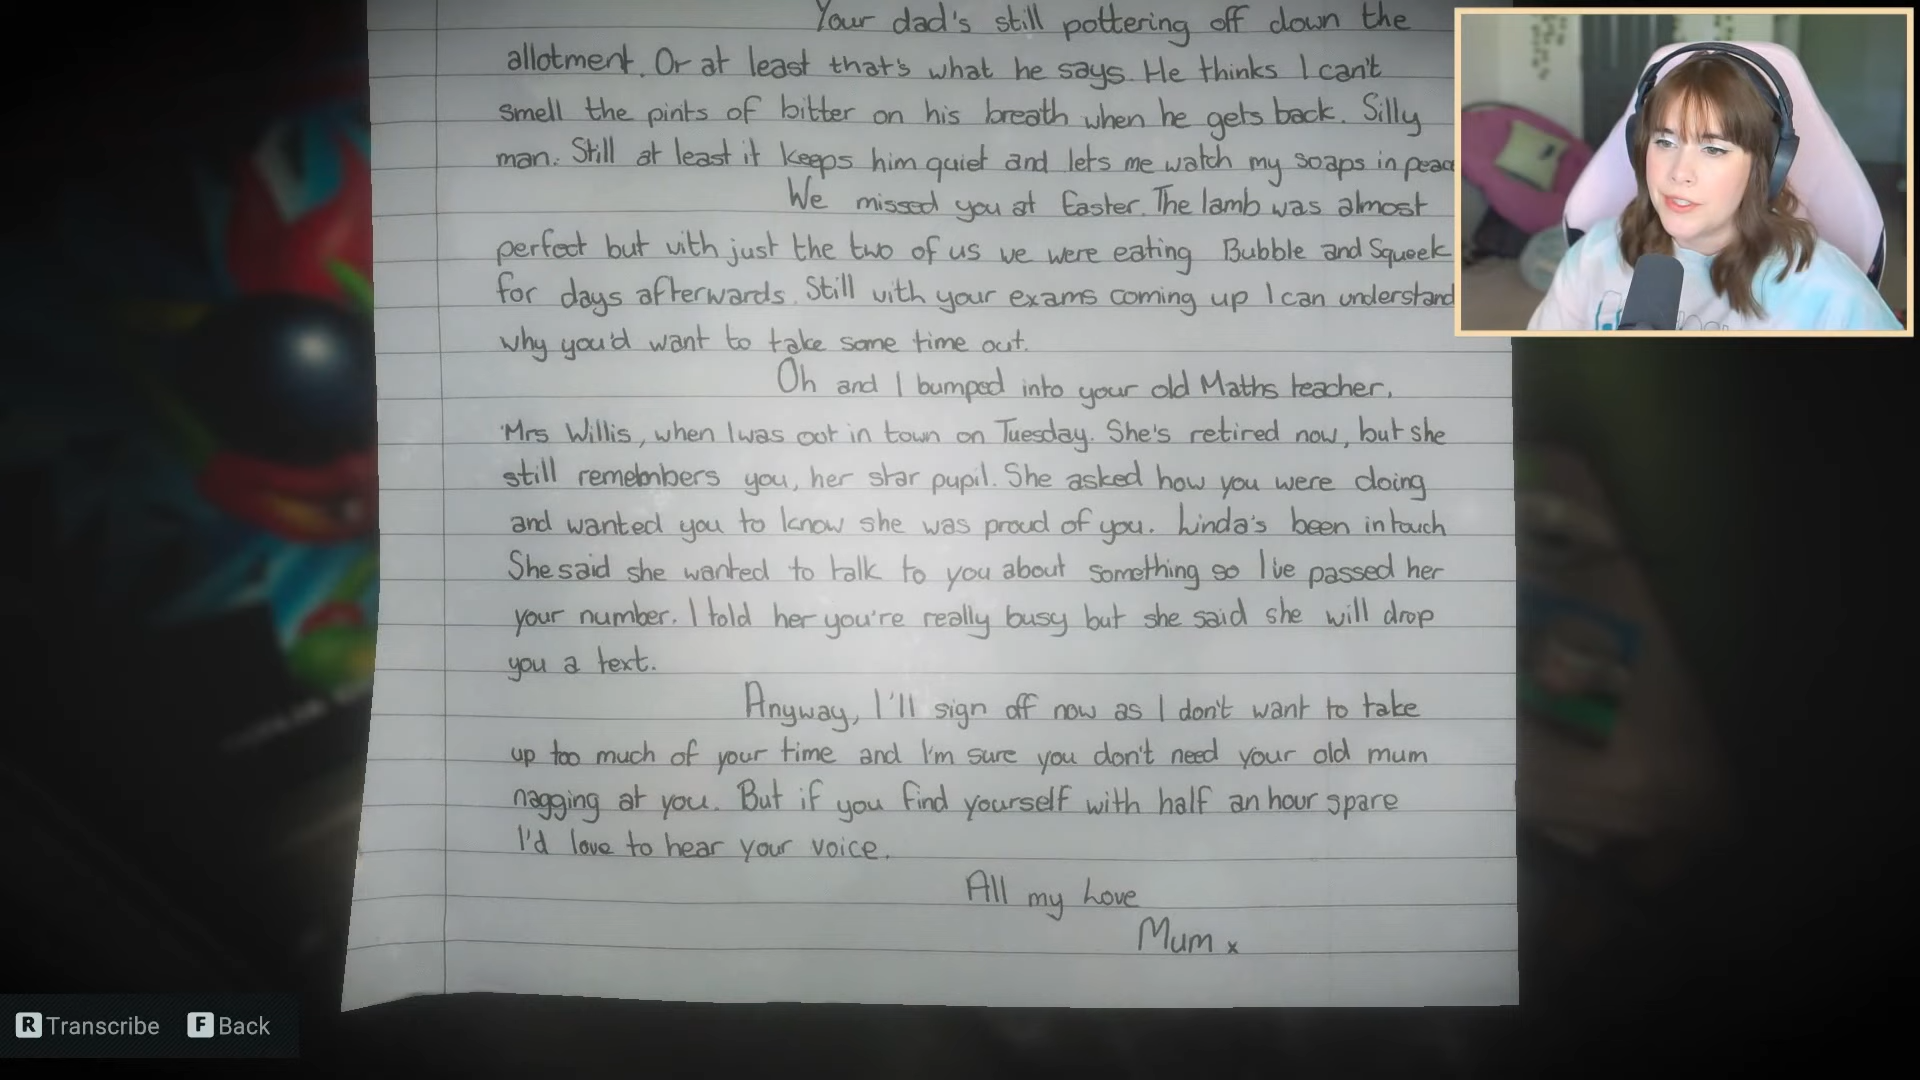 Your dad's still pottering off down the
allotment. Or at least that's what he says. He thinks I can't
smell the pints of bitter on his breath when he gets back. Silly
man. Still at least it keeps him quiet and lets me watch my soaps in peac
We missed you at Easter. The lamb was almost
perfect but with just the two of us we were eating Bubble and Squeek
for days afterwards. Still with your exams coming up I can understand
why you'd want to take some time out.
Oh and I bumped into your old Maths teacher,
Mrs Willis, when I was out in town on Tuesday. She's retired now, but she
still remembers you, her star pupil. She asked how you were doing
and wanted you to know she was proud of you. Linda's been in touch
She said she wanted to talk to you about something so I've passed her
your number. I told her you're really busy but she said she will drop
you a text.
Anyway, I'll sign off now as I don't want to take
up too much of your time and I'm sure you don't need your old mum
nagging at you. But if you find yourself with half an hour spare
I'd love to hear your voice.
All my Love
Mum x
R Transcribe F Back